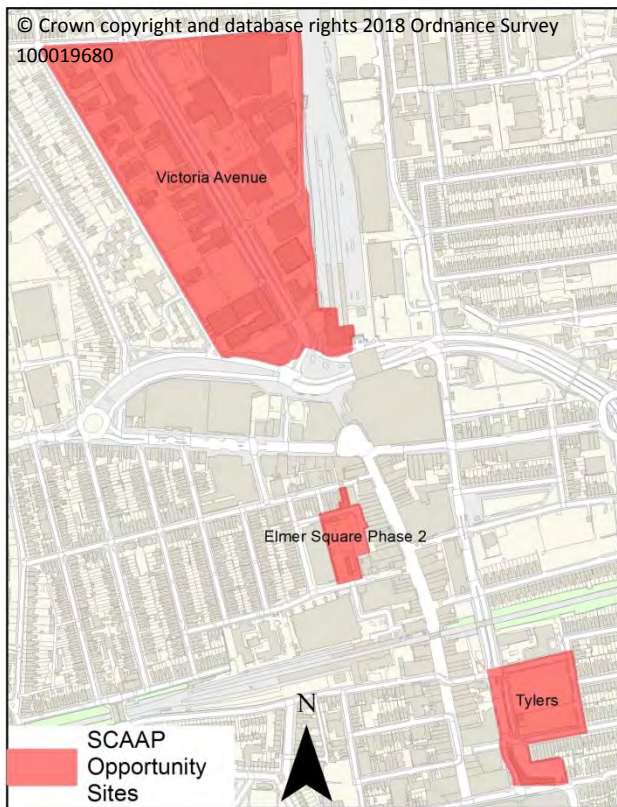 © Crown copyright and database rights 2018 Ordnance Survey
100019680
Victoria Avenue
Elmer Square Phase 2
Tylers
N
SCAAP
Opportunity
Sites